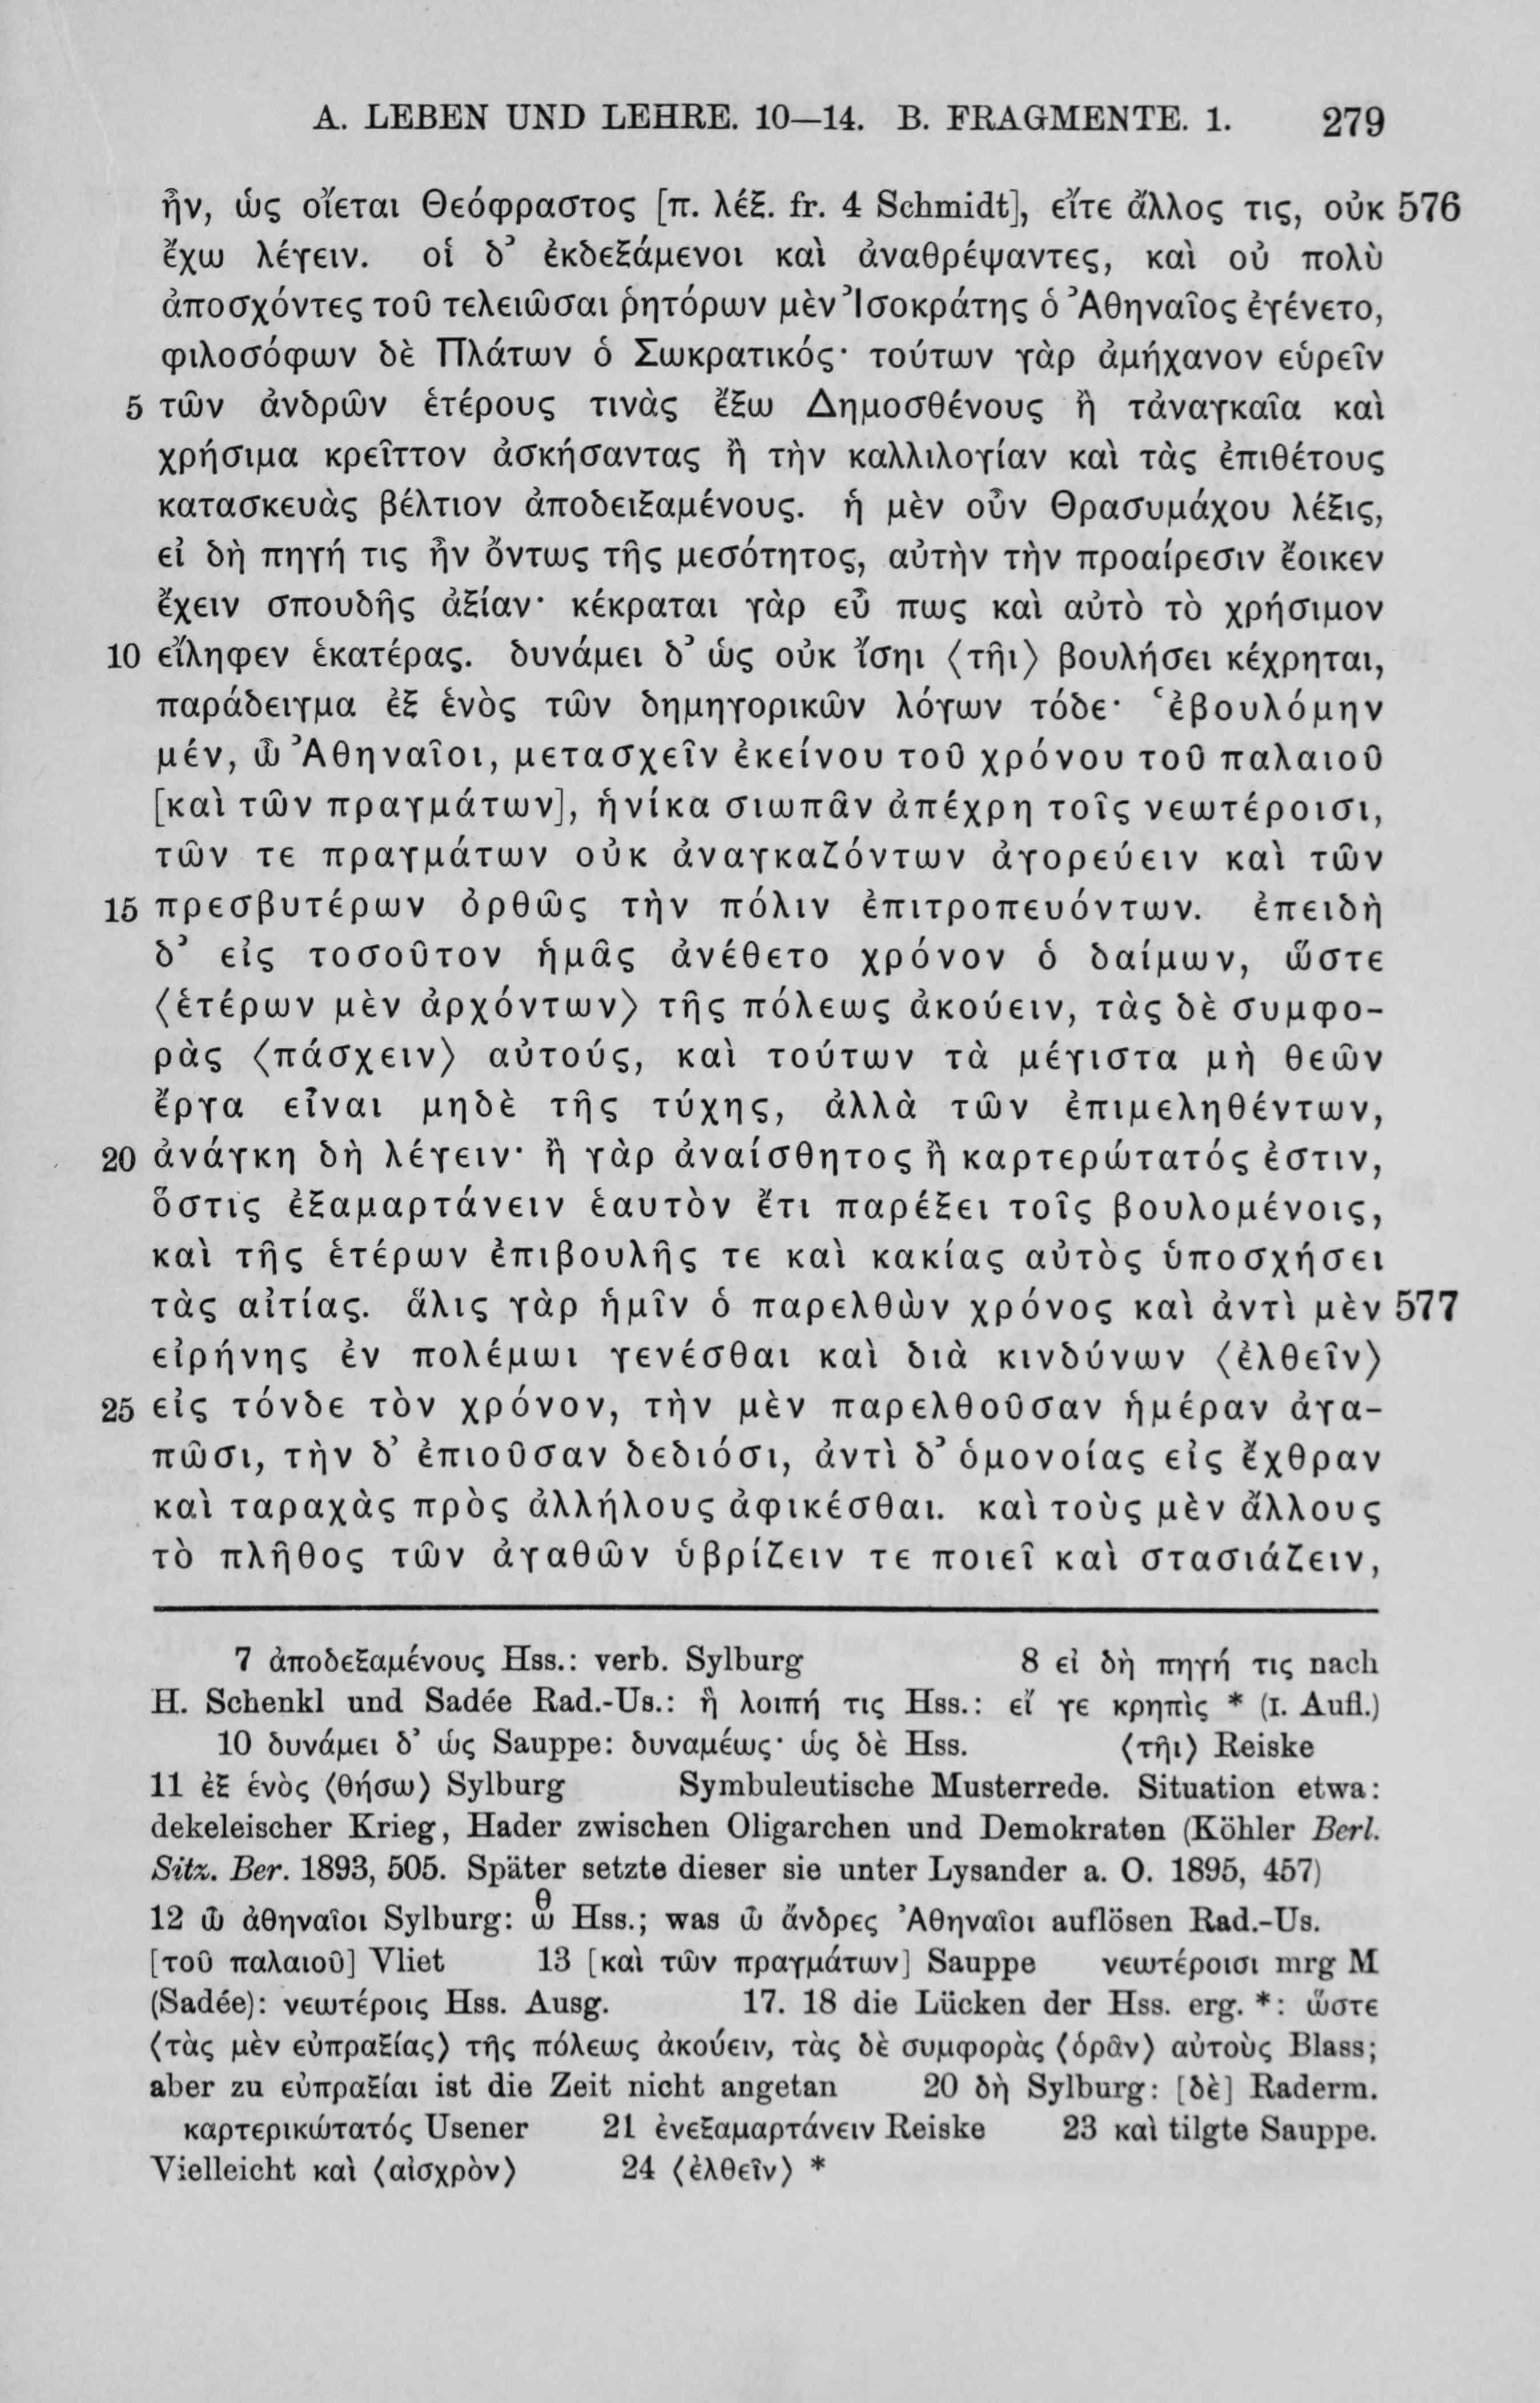 A. LEBEN UND LEHRE. 10—14. B. FRAGMENTE. 1. 279
ἦν, ὡς οἴεται Θεόφραστος [π. λέξ. fr. 4 Schmidt], εἴτε ἄλλος τις, οὐκ 576
ἔχω λέγειν. οἱ δ᾽ ἐκδεξάμενοι καὶ ἀναθρέψαντες, καὶ οὐ πολὺ
ἀποσχόντες τοῦ τελειῶσαι ῥητόρων μὲν Ἰσοκράτης ὁ Ἀθηναῖος ἐγένετο,
φιλοσόφων δὲ Πλάτων ὁ Σωκρατικός· τούτων γὰρ ἀμήχανον εὑρεῖν
5 τῶν ἀνδρῶν ἑτέρους τινὰς ἔξω Δημοσθένους ἢ τἀναγκαῖα καὶ
χρήσιμα κρεῖττον ἀσκήσαντας ἢ τὴν καλλιλογίαν καὶ τὰς ἐπιθέτους
κατασκευὰς βέλτιον ἀποδειξαμένους. ἡ μὲν οὖν Θρασυμάχου λέξις,
εἰ δὴ πηγή τις ἦν ὄντως τῆς μεσότητος, αὐτὴν τὴν προαίρεσιν ἔοικεν
ἔχειν σπουδῆς ἀξίαν· κέκραται γὰρ εὖ πως καὶ αὐτὸ τὸ χρήσιμον
10 εἴληφεν ἑκατέρας. δυνάμει δ᾽ ὡς οὐκ ἴσηι ⟨τῆι⟩ βουλήσει κέχρηται,
παράδειγμα ἐξ ἑνὸς τῶν δημηγορικῶν λόγων τόδε· ʽἐβουλόμην
μέν, ὦ Ἀθηναῖοι, μετασχεῖν ἐκείνου τοῦ χρόνου τοῦ παλαιοῦ
[καὶ τῶν πραγμάτων], ἡνίκα σιωπᾶν ἀπέχρη τοῖς νεωτέροισι,
τῶν τε πραγμάτων οὐκ ἀναγκαζόντων ἀγορεύειν καὶ τῶν
15 πρεσβυτέρων ὀρθῶς τὴν πόλιν ἐπιτροπευόντων. ἐπειδὴ
δ᾽ εἰς τοσοῦτον ἡμᾶς ἀνέθετο χρόνον ὁ δαίμων, ὥστε
⟨ἑτέρων μὲν ἀρχόντων⟩ τῆς πόλεως ἀκούειν, τὰς δὲ συμφο-
ρὰς ⟨πάσχειν⟩ αὐτούς, καὶ τούτων τὰ μέγιστα μὴ θεῶν
ἔργα εἶναι μηδὲ τῆς τύχης, ἀλλὰ τῶν ἐπιμεληθέντων,
20 ἀνάγκη δὴ λέγειν· ἢ γὰρ ἀναίσθητος ἢ καρτερώτατός ἐστιν,
ὅστις ἐξαμαρτάνειν ἑαυτὸν ἔτι παρέξει τοῖς βουλομένοις,
καὶ τῆς ἑτέρων ἐπιβουλῆς τε καὶ κακίας αὐτὸς ὑποσχήσει
τὰς αἰτίας. ἅλις γὰρ ἡμῖν ὁ παρελθὼν χρόνος καὶ ἀντὶ μὲν 577
εἰρήνης ἐν πολέμωι γενέσθαι καὶ διὰ κινδύνων ⟨ἐλθεῖν⟩
25 εἰς τόνδε τὸν χρόνον, τὴν μὲν παρελθοῦσαν ἡμέραν ἀγα-
πῶσι, τὴν δ᾽ ἐπιοῦσαν δεδιόσι, ἀντὶ δ᾽ ὁμονοίας εἰς ἔχθραν
καὶ ταραχὰς πρὸς ἀλλήλους ἀφικέσθαι. καὶ τοὺς μὲν ἄλλους
τὸ πλῆθος τῶν ἀγαθῶν ὑβρίζειν τε ποιεῖ καὶ στασιάζειν,
7 ἀποδεξαμένους Hss.: verb. Sylburg 8 εἰ δὴ πηγή τις nach
H. Schenkl und Sadée Rad.-Us.: ἢ λοιπή τις Hss.: εἴ γε κρηπὶς * (I. Aufl.)
10 δυνάμει δ᾽ ὡς Sauppe: δυναμέως· ὡς δὲ Hss. ⟨τῆι⟩ Reiske
11 ἐξ ἑνὸς ⟨θήσω⟩ Sylburg Symbuleutische Musterrede. Situation etwa:
dekeleischer Krieg, Hader zwischen Oligarchen und Demokraten (Köhler Berl.
Sitz. Ber. 1893, 505. Später setzte dieser sie unter Lysander a. O. 1895, 457)
12 ὦ ἀθηναῖοι Sylburg: ὦ^θ Hss.; was ὦ ἄνδρες Ἀθηναῖοι auflösen Rad.-Us.
[τοῦ παλαιοῦ] Vliet 13 [καὶ τῶν πραγμάτων] Sauppe νεωτέροισι mrg M
(Sadée): νεωτέροις Hss. Ausg. 17. 18 die Lücken der Hss. erg. *: ὥστε
⟨τὰς μὲν εὐπραξίας⟩ τῆς πόλεως ἀκούειν, τὰς δὲ συμφορὰς ⟨ὁρᾶν⟩ αὐτοὺς Blass;
aber zu εὐπραξίαι ist die Zeit nicht angetan 20 δὴ Sylburg: [δὲ] Raderm.
καρτερικώτατός Usener 21 ἐνεξαμαρτάνειν Reiske 23 καὶ tilgte Sauppe.
Vielleicht καὶ ⟨αἰσχρὸν⟩ 24 ⟨ἐλθεῖν⟩ *